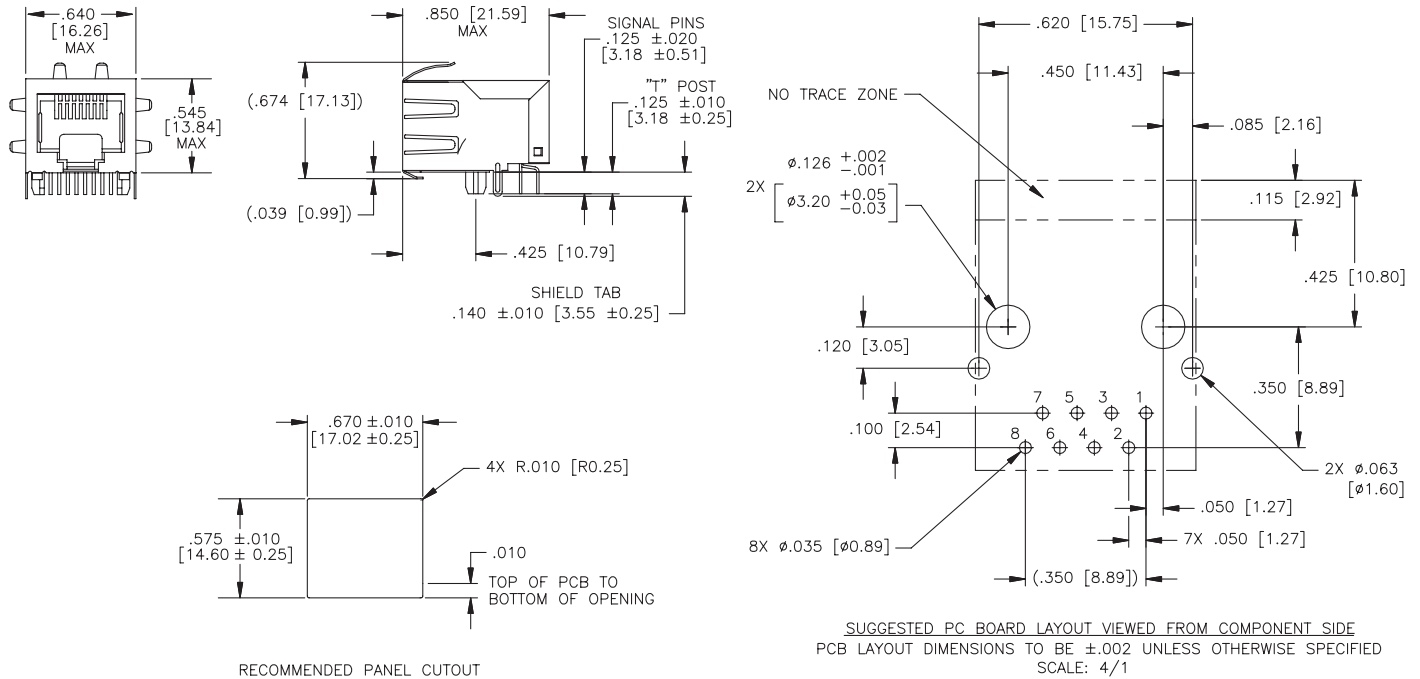 .640
[16.26]
MAX
.545
[13.84]
MAX
.850 [21.59]
MAX
(.674 [17.13])
(.039 [0.99])
SIGNAL PINS
.125 ±.020
[3.18 ±0.51]
"T" POST
.125 ±.010
[3.18 ±0.25]
.425 [10.79]
SHIELD TAB
.140 ±.010 [3.55 ±0.25]
.620 [15.75]
.450 [11.43]
NO TRACE ZONE
.085 [2.16]
ø.126 +.002
-.001
2X
[ø3.20 +0.05
-0.03]
.115 [2.92]
.425 [10.80]
.120 [3.05]
.350 [8.89]
7 5 3 1
.100 [2.54]
8 6 4 2
2X ø.063
[ø1.60]
.050 [1.27]
8X ø.035 [ø0.89]
7X .050 [1.27]
(.350 [8.89])
.670 ±.010
[17.02 ±0.25]
4X R.010 [R0.25]
.575 ±.010
[14.60 ± 0.25]
.010
TOP OF PCB TO
BOTTOM OF OPENING
RECOMMENDED PANEL CUTOUT
SUGGESTED PC BOARD LAYOUT VIEWED FROM COMPONENT SIDE
PCB LAYOUT DIMENSIONS TO BE ±.002 UNLESS OTHERWISE SPECIFIED
SCALE: 4/1